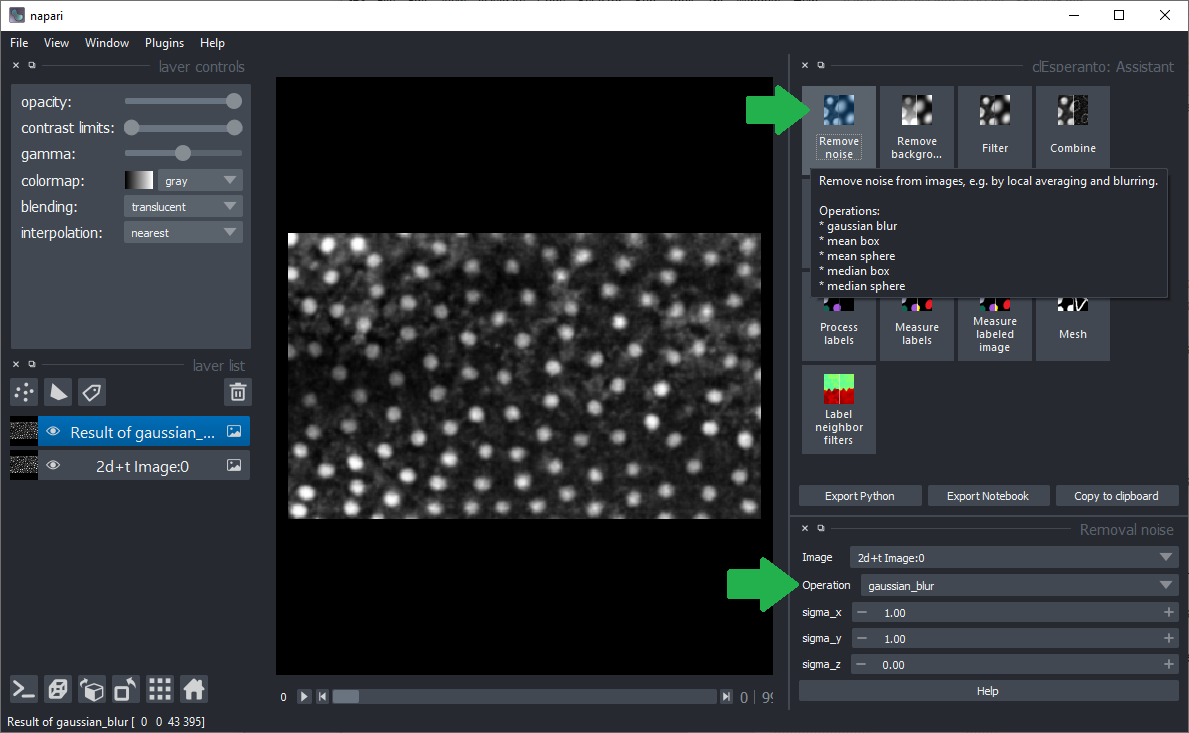 napari
File View Window Plugins Help
layer controls
opacity:
contrast limits:
gamma:
colormap: gray
blending: translucent
interpolation: nearest
layer list
Result of gaussian_...
2d+t Image:0
0
0 99
Result of gaussian_blur [ 0 0 43 395]
clEsperanto: Assistant
Remove noise
Remove backgro...
Filter
Combine
Remove noise from images, e.g. by local averaging and blurring.
Operations:
* gaussian blur
* mean box
* mean sphere
* median box
* median sphere
Process labels
Measure labels
Measure labeled image
Mesh
Label neighbor filters
Export Python
Export Notebook
Copy to clipboard
Removal noise
Image 2d+t Image:0
Operation gaussian_blur
sigma_x − 1.00 +
sigma_y − 1.00 +
sigma_z − 0.00 +
Help